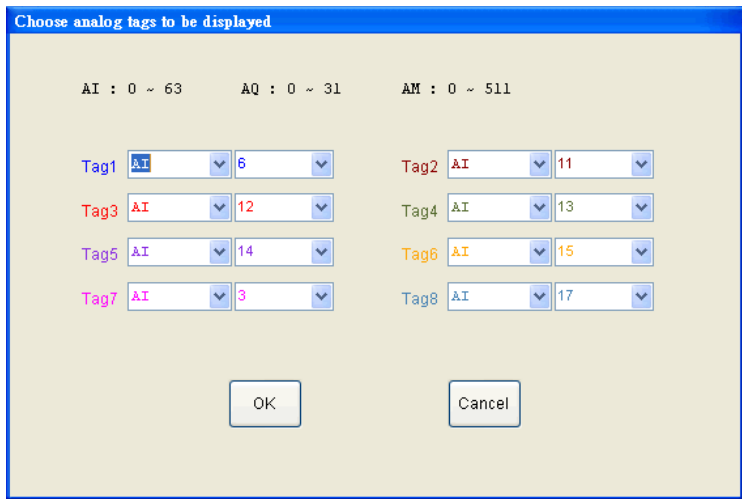 Choose analog tags to be displayed
AI : 0 ~ 63 AQ : 0 ~ 31 AM : 0 ~ 511
Tag1 AI 6 Tag2 AI 11
Tag3 AI 12 Tag4 AI 13
Tag5 AI 14 Tag6 AI 15
Tag7 AI 3 Tag8 AI 17
OK Cancel